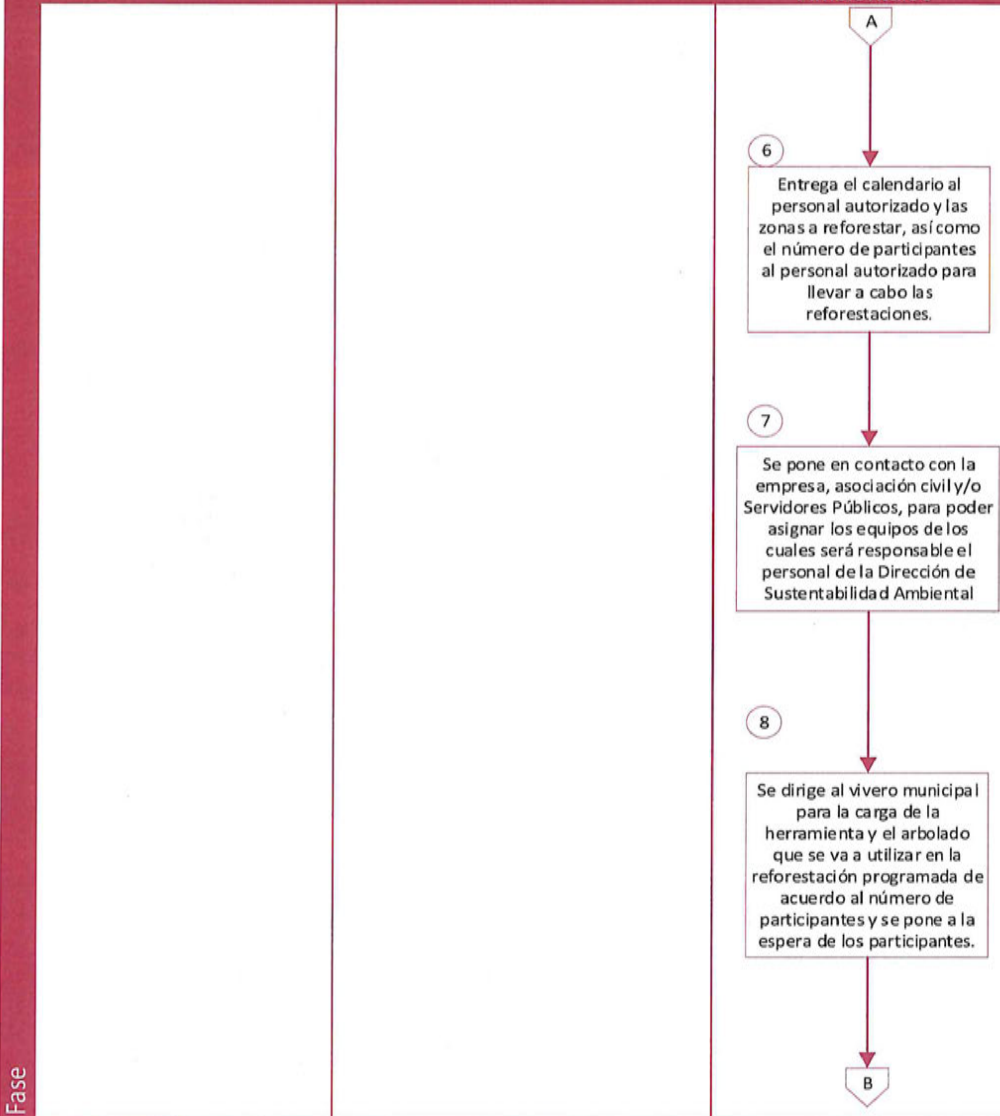 A
6
Entrega el calendario al
personal autorizado y las
zonas a reforestar, así como
el número de participantes
al personal autorizado para
llevar a cabo las
reforestaciones.
7
Se pone en contacto con la
empresa, asociación civil y/o
Servidores Públicos, para poder
asignar los equipos de los
cuales será responsable el
personal de la Dirección de
Sustentabilidad Ambiental
8
Se dirige al vivero municipal
para la carga de la
herramienta y el arbolado
que se va a utilizar en la
reforestación programada de
acuerdo al número de
participantes y se pone a la
espera de los participantes.
B
Fase